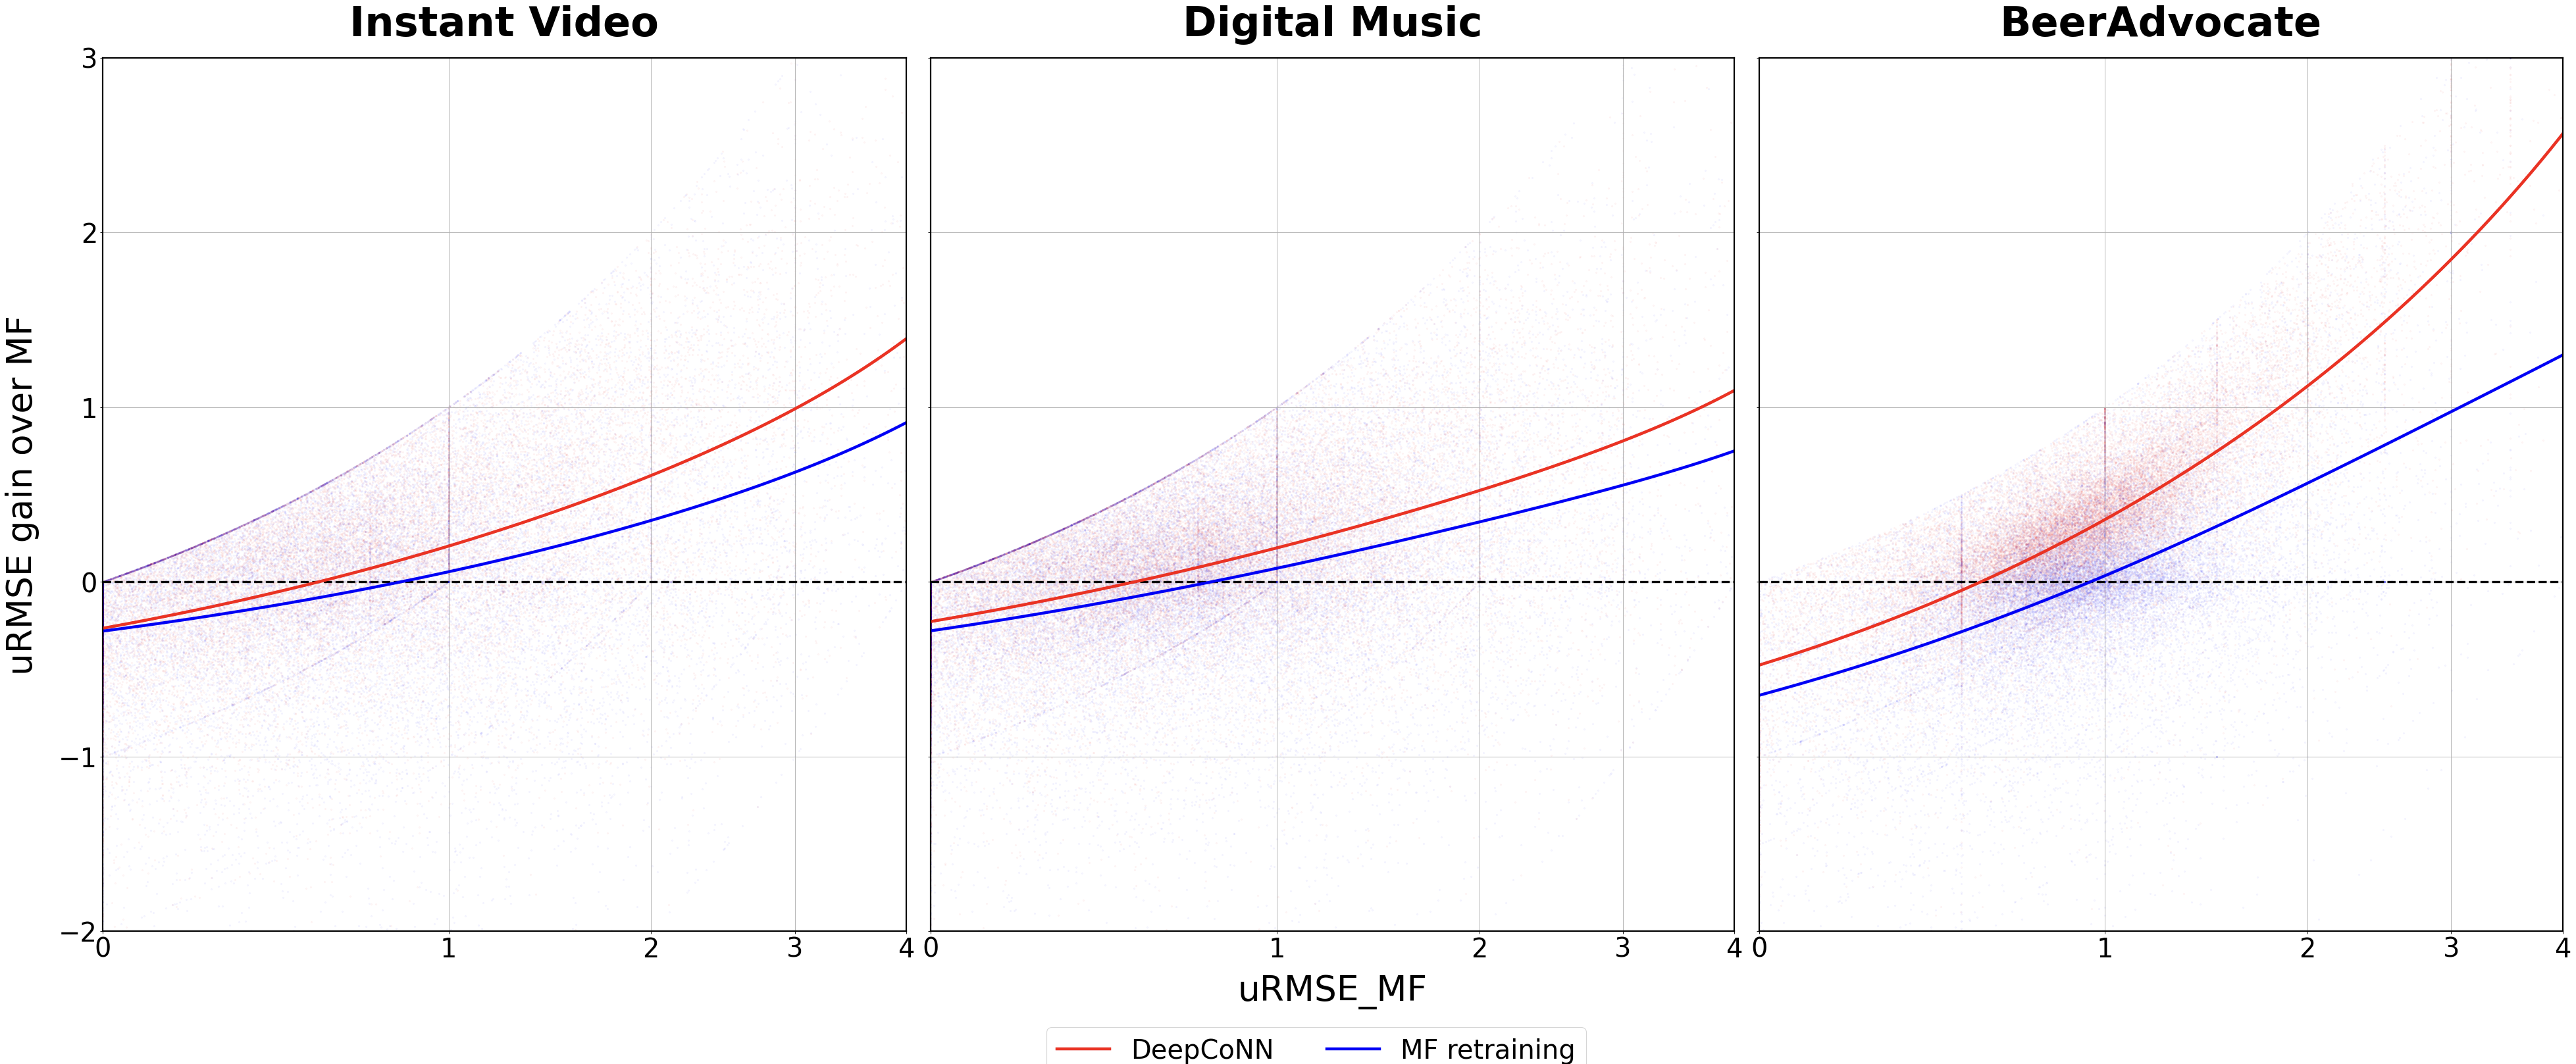 Instant Video
Digital Music
BeerAdvocate
uRMSE gain over MF
3
2
1
0
−1
−2
0 1 2 3 4
0 1 2 3 4
0 1 2 3 4
uRMSE_MF
DeepCoNN
MF retraining